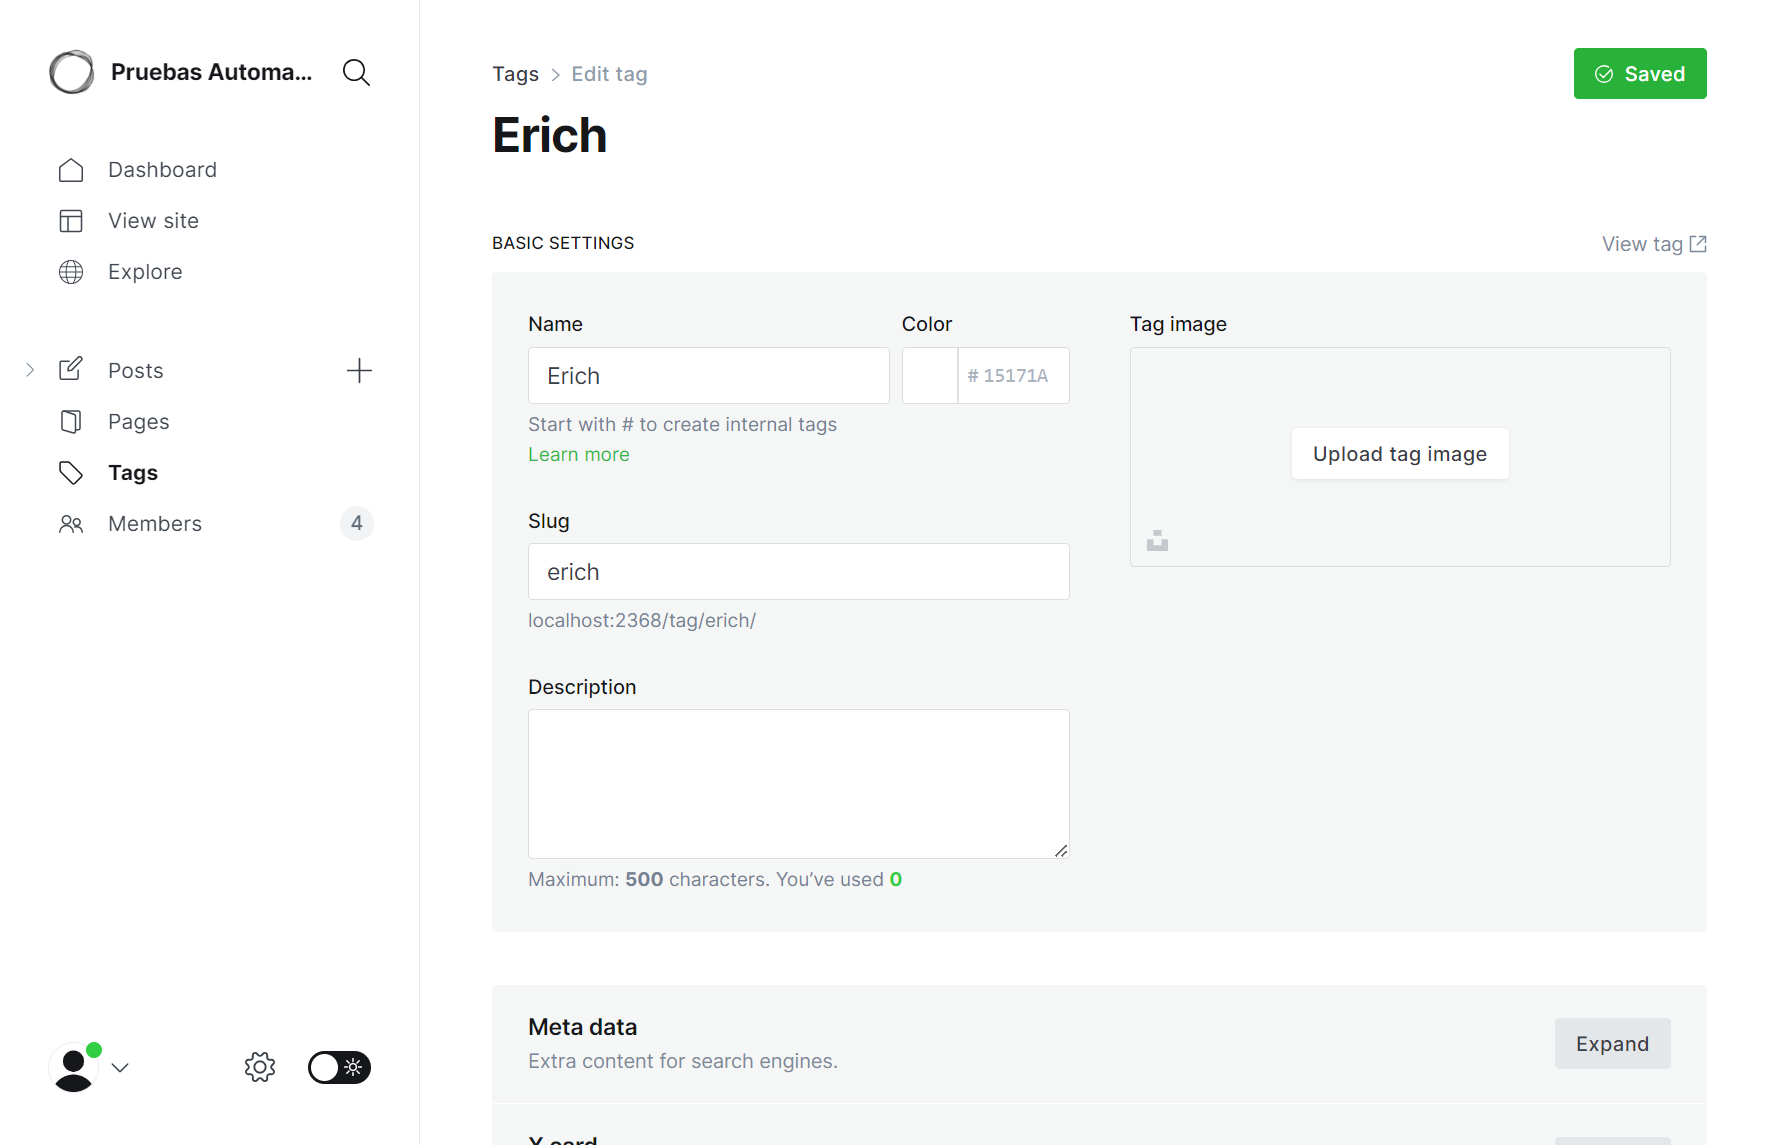 Pruebas Automa...
Dashboard
View site
Explore
Posts
Pages
Tags
Members
4
Tags > Edit tag
Saved
Erich
BASIC SETTINGS
View tag
Name
Erich
Start with # to create internal tags
Learn more
Color
# 15171A
Tag image
Upload tag image
Slug
erich
localhost:2368/tag/erich/
Description
Maximum: 500 characters. You’ve used 0
Meta data
Extra content for search engines.
Expand
X card